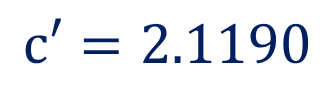 c′ = 2.1190